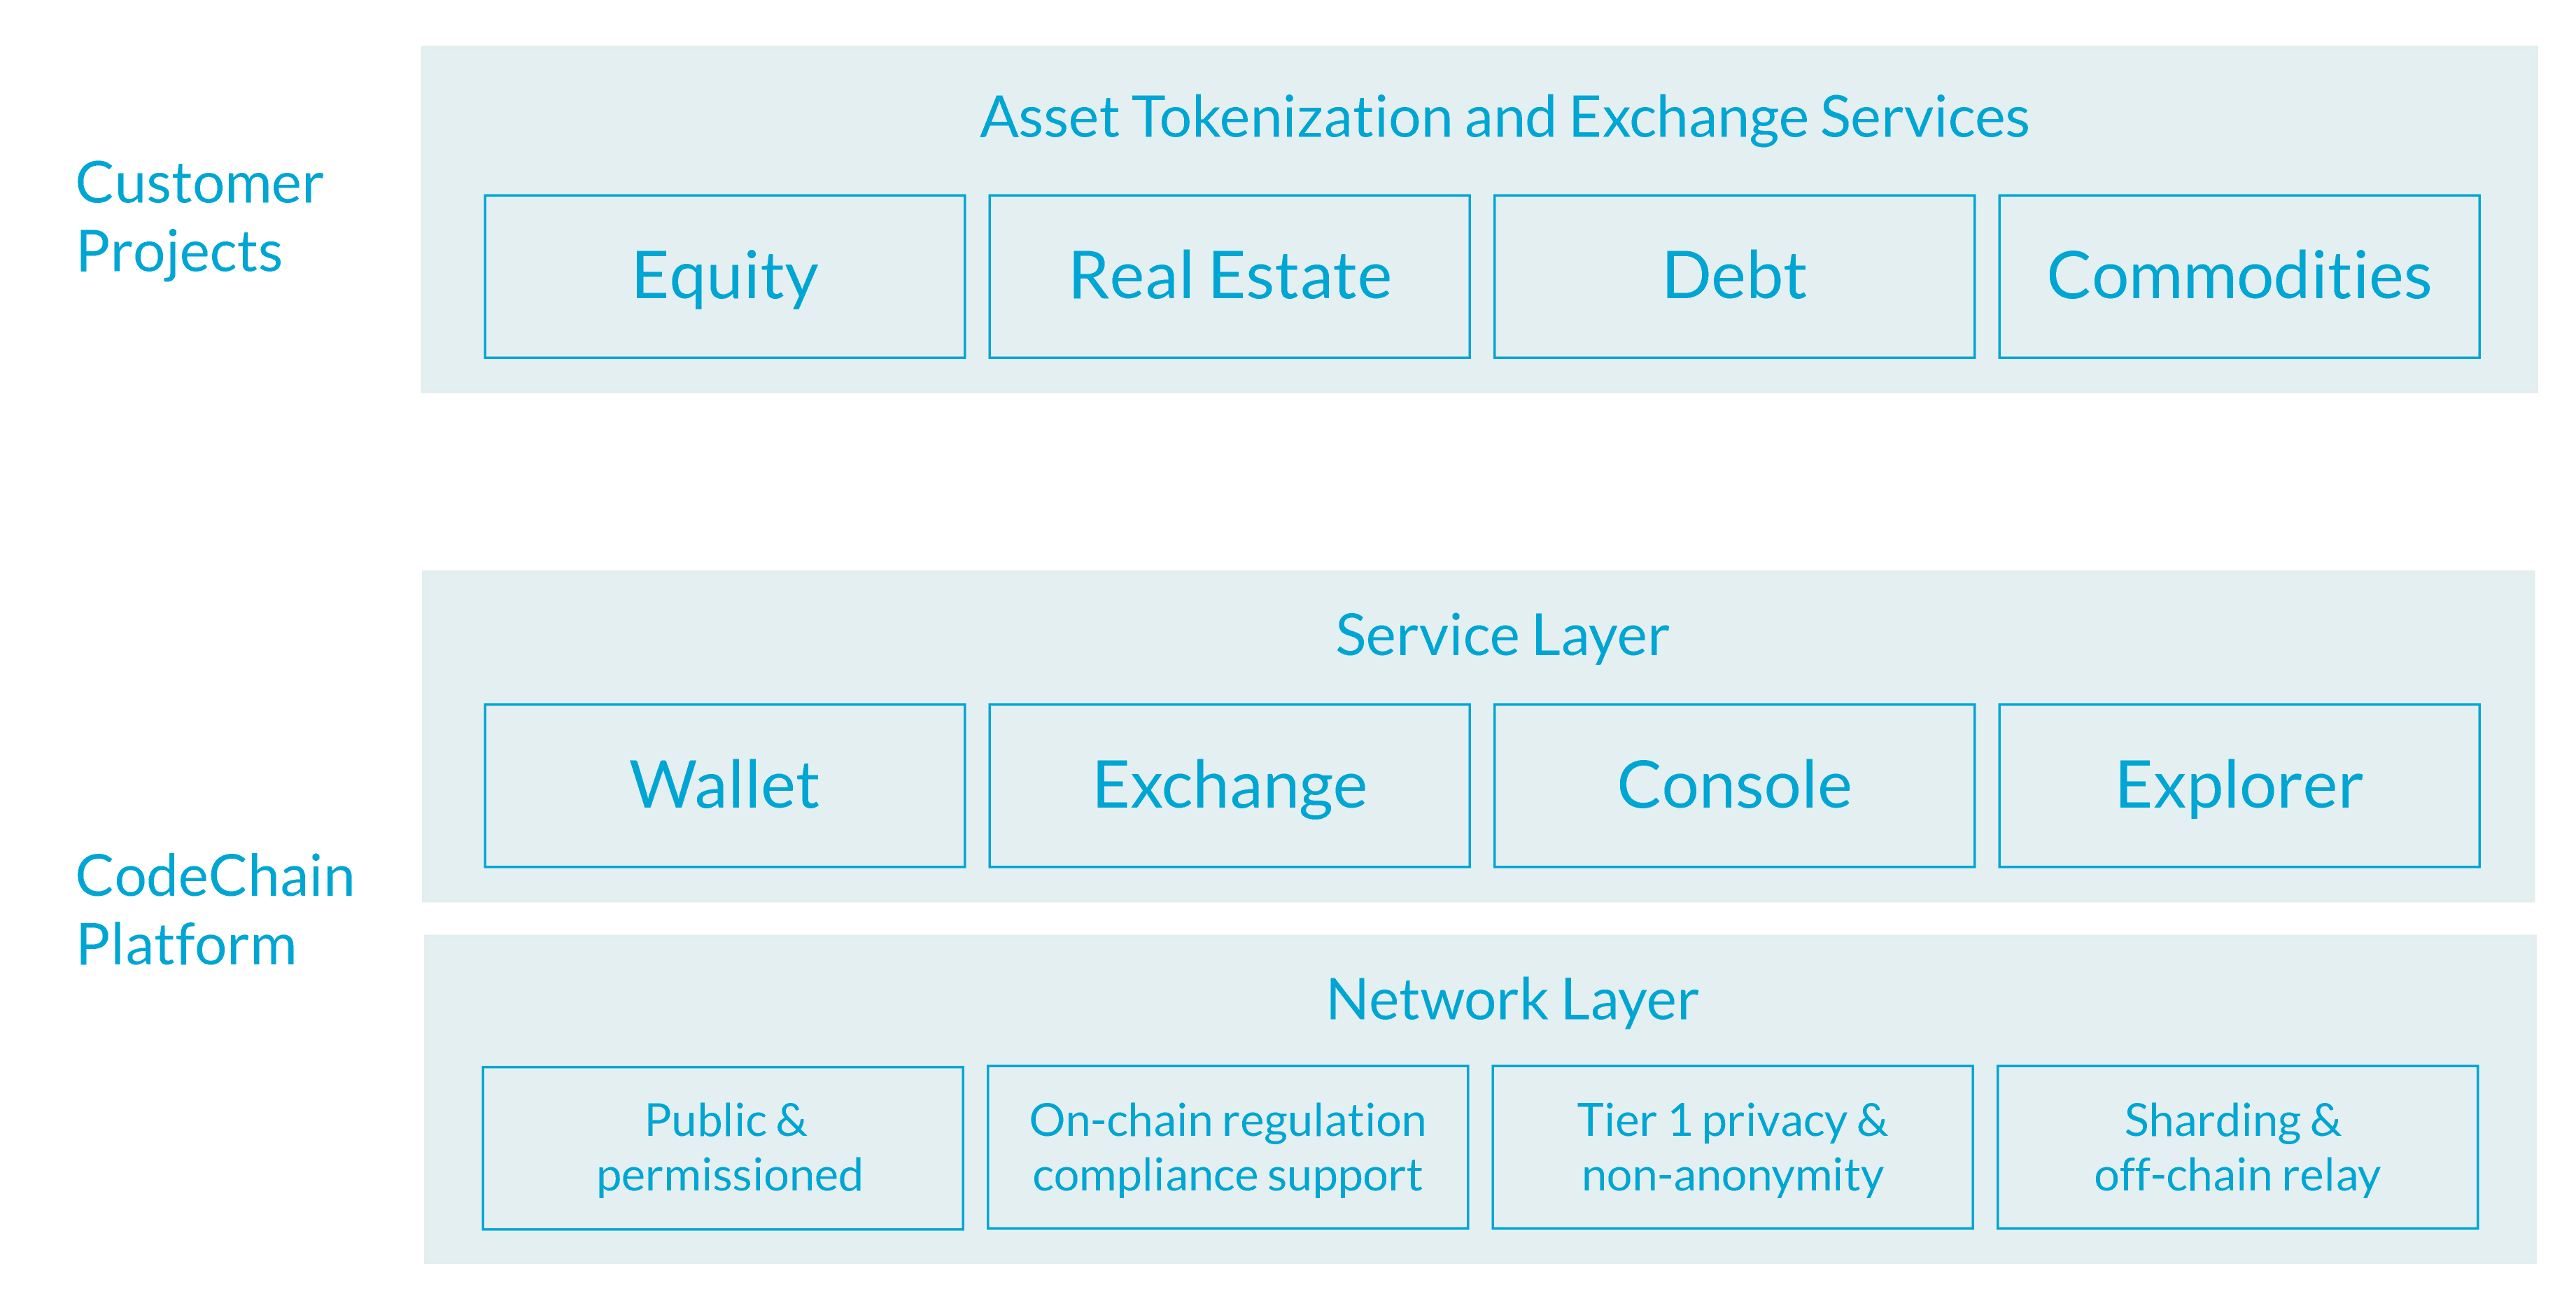 Customer
Projects
Asset Tokenization and Exchange Services
Equity
Real Estate
Debt
Commodities
CodeChain
Platform
Service Layer
Wallet
Exchange
Console
Explorer
Network Layer
Public &
permissioned
On-chain regulation
compliance support
Tier 1 privacy &
non-anonymity
Sharding &
off-chain relay